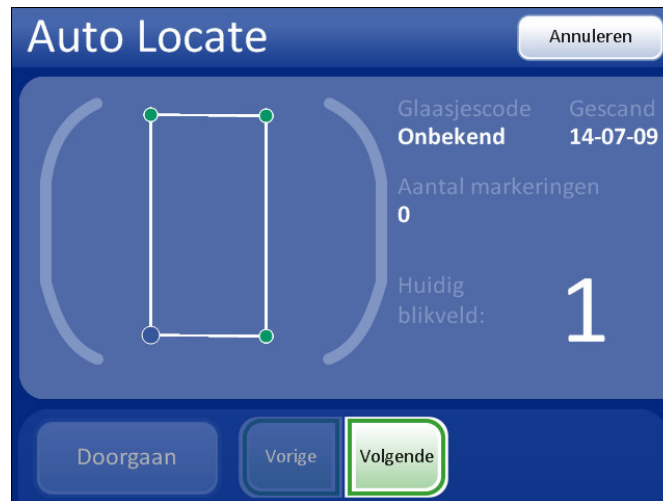 Auto Locate
Annuleren
Glaasjescode Gescand
Onbekend 14-07-09
Aantal markeringen
0
Huidig
blikveld:
1
Doorgaan
Vorige
Volgende